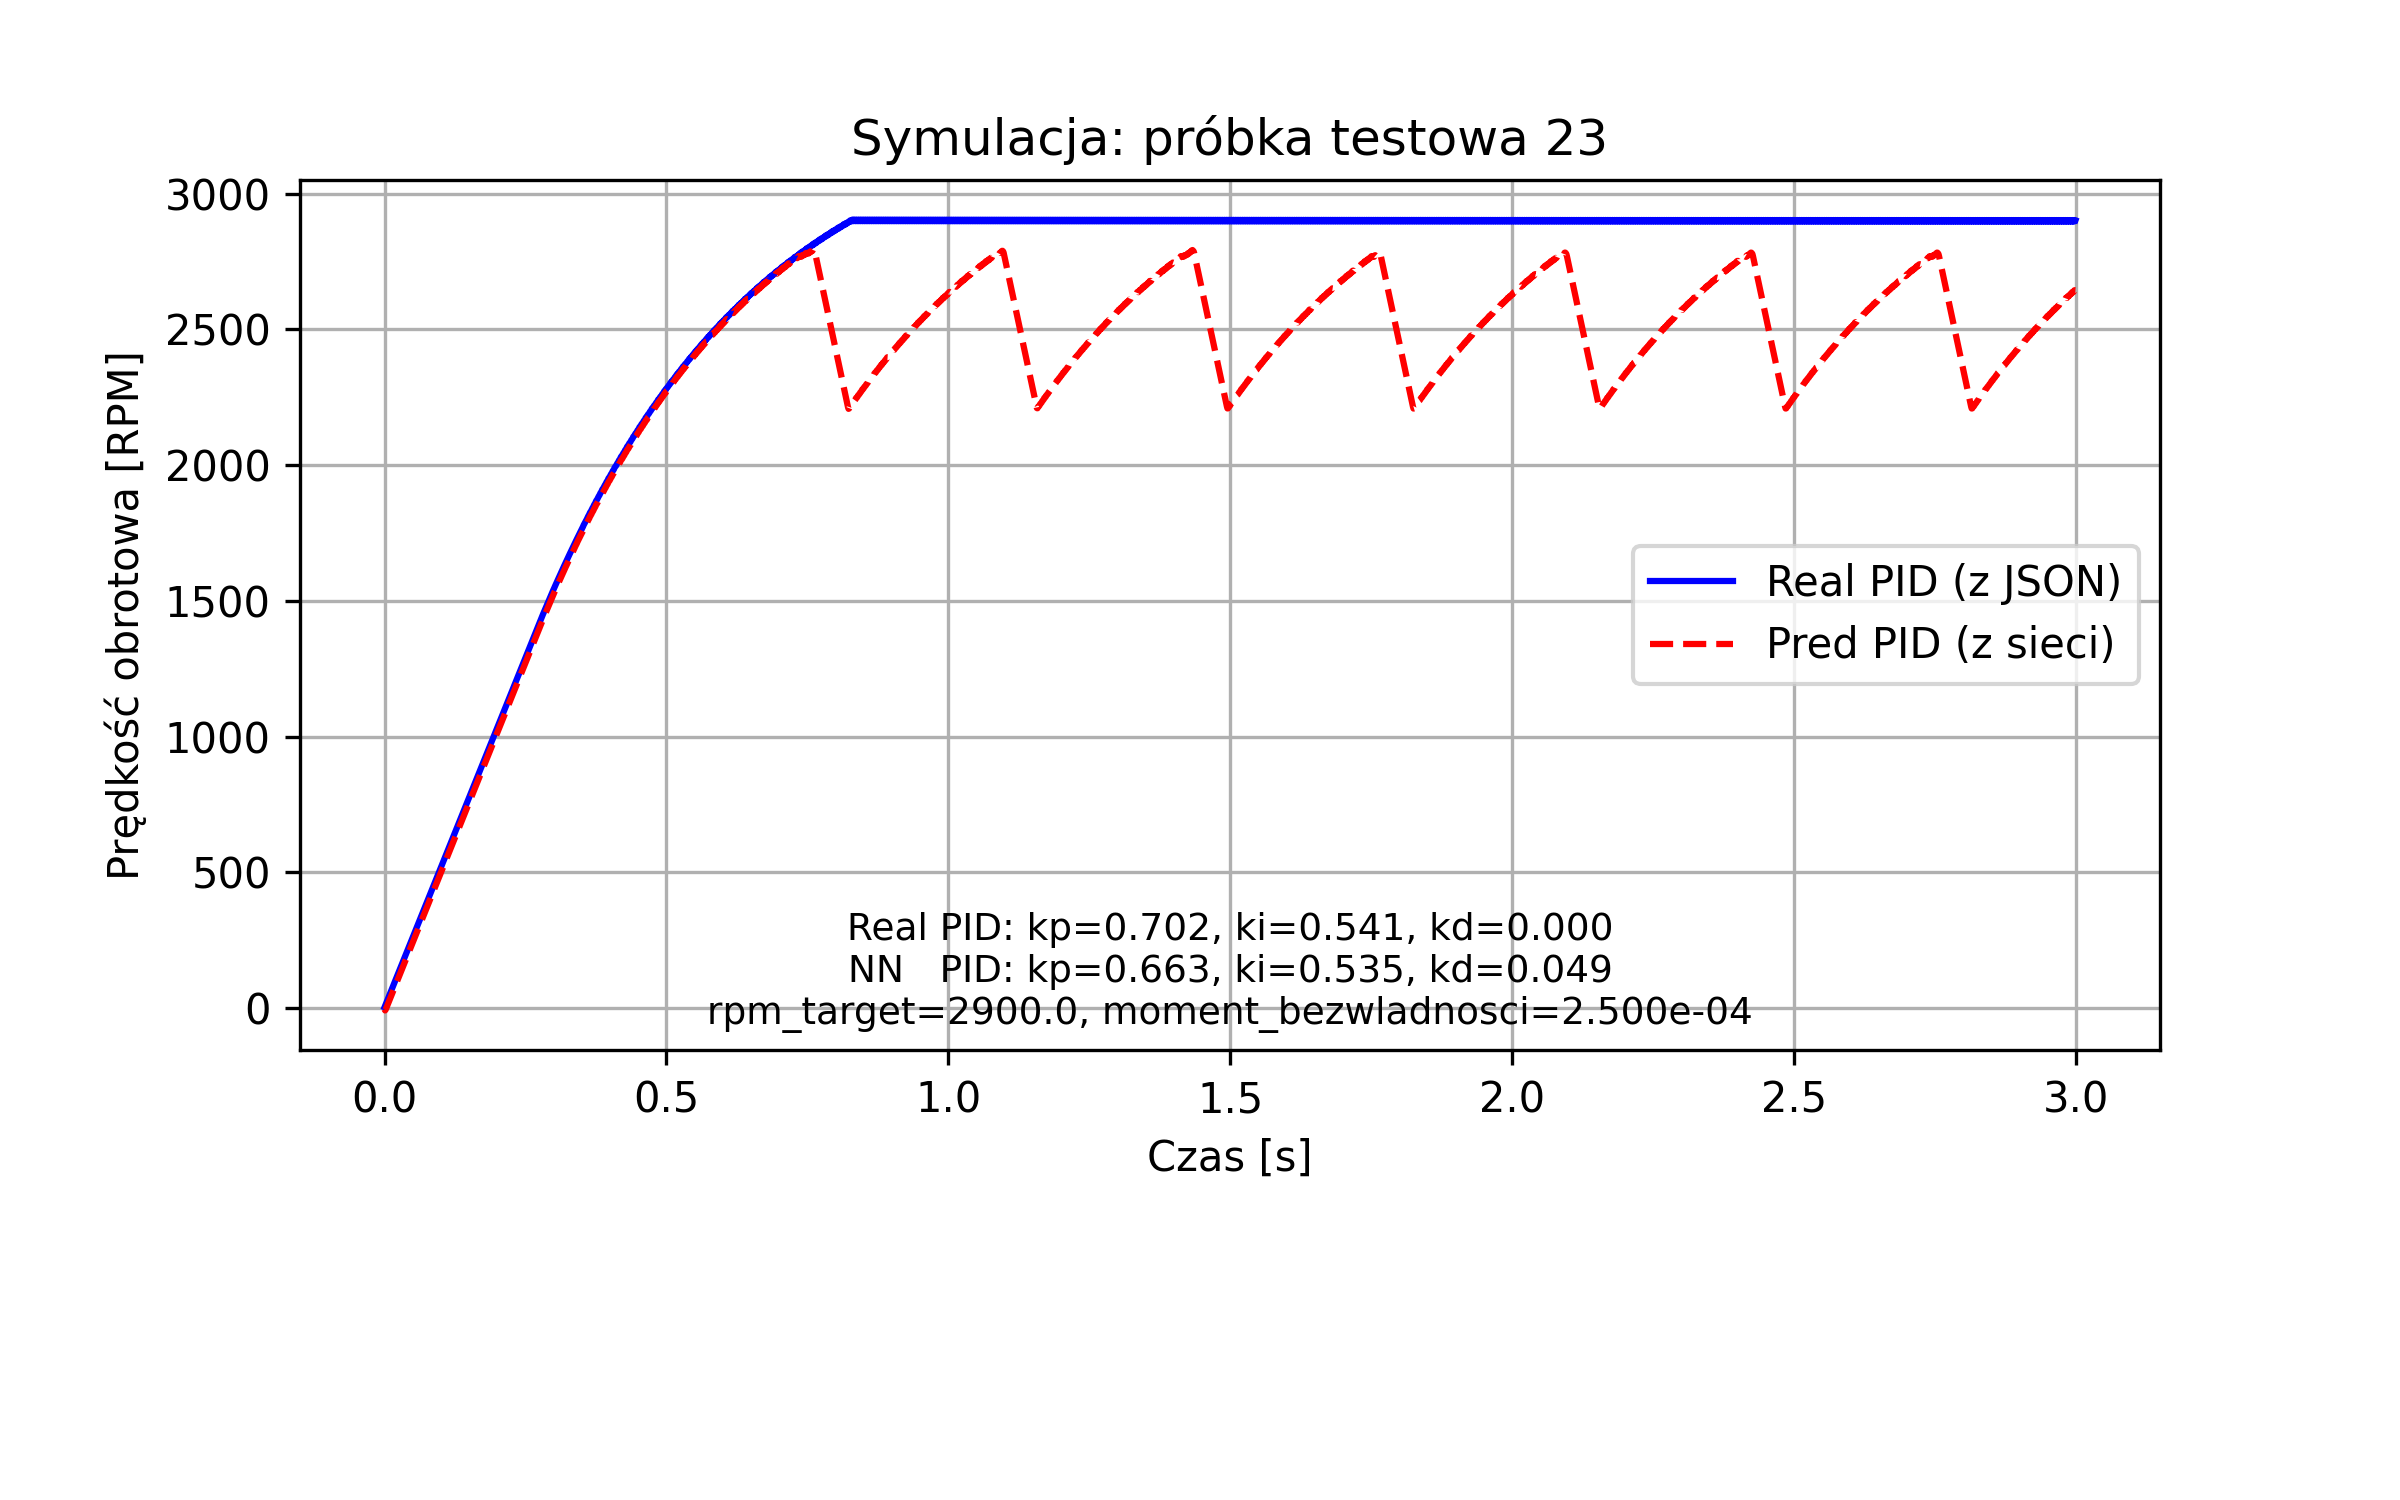 Symulacja: próbka testowa 23
Prędkość obrotowa [RPM]
3000
2500
2000
1500
1000
500
0
Real PID (z JSON)
Pred PID (z sieci)
Real PID: kp=0.702, ki=0.541, kd=0.000
NN   PID: kp=0.663, ki=0.535, kd=0.049
rpm_target=2900.0, moment_bezwladnosci=2.500e-04
0.0 0.5 1.0 1.5 2.0 2.5 3.0
Czas [s]